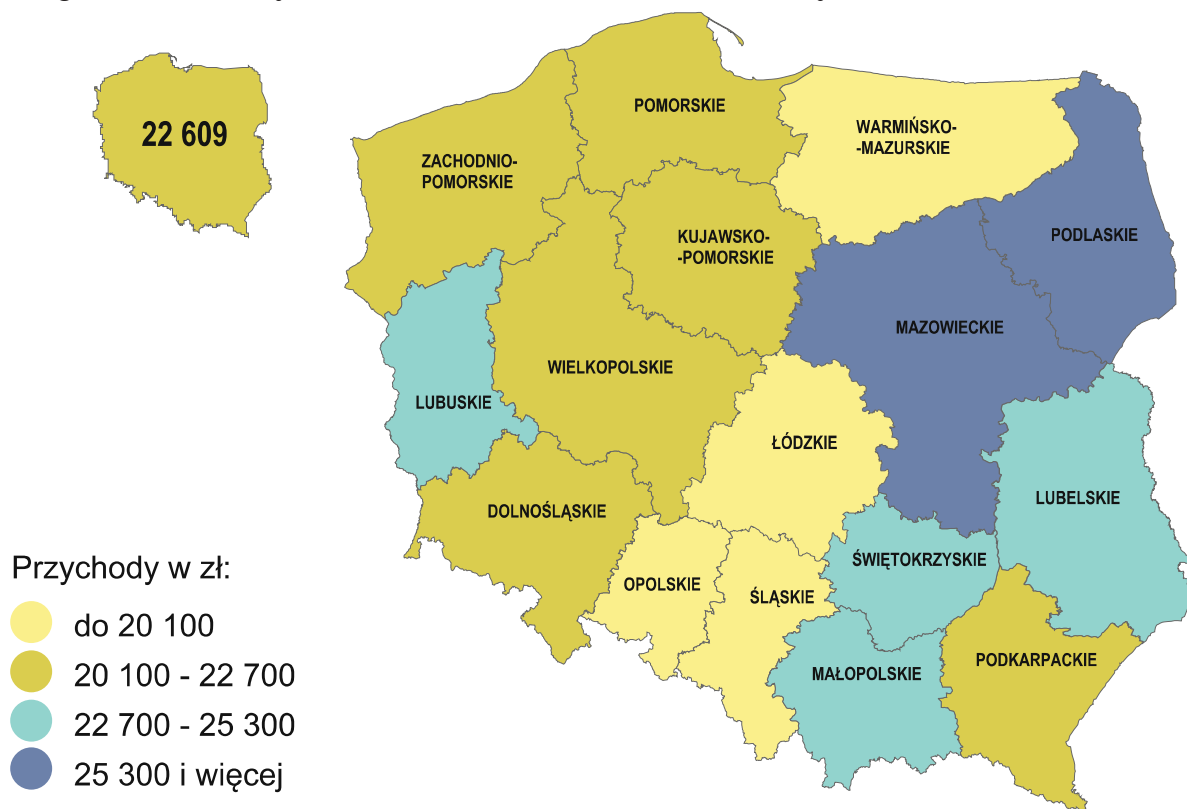 22 609
POMORSKIE
WARMIŃSKO-
-MAZURSKIE
ZACHODNIO-
POMORSKIE
KUJAWSKO-
-POMORSKIE
PODLASKIE
MAZOWIECKIE
WIELKOPOLSKIE
LUBUSKIE
ŁÓDZKIE
LUBELSKIE
DOLNOŚLĄSKIE
ŚWIĘTOKRZYSKIE
OPOLSKIE
ŚLĄSKIE
PODKARPACKIE
MAŁOPOLSKIE
Przychody w zł:
do 20 100
20 100 - 22 700
22 700 - 25 300
25 300 i więcej